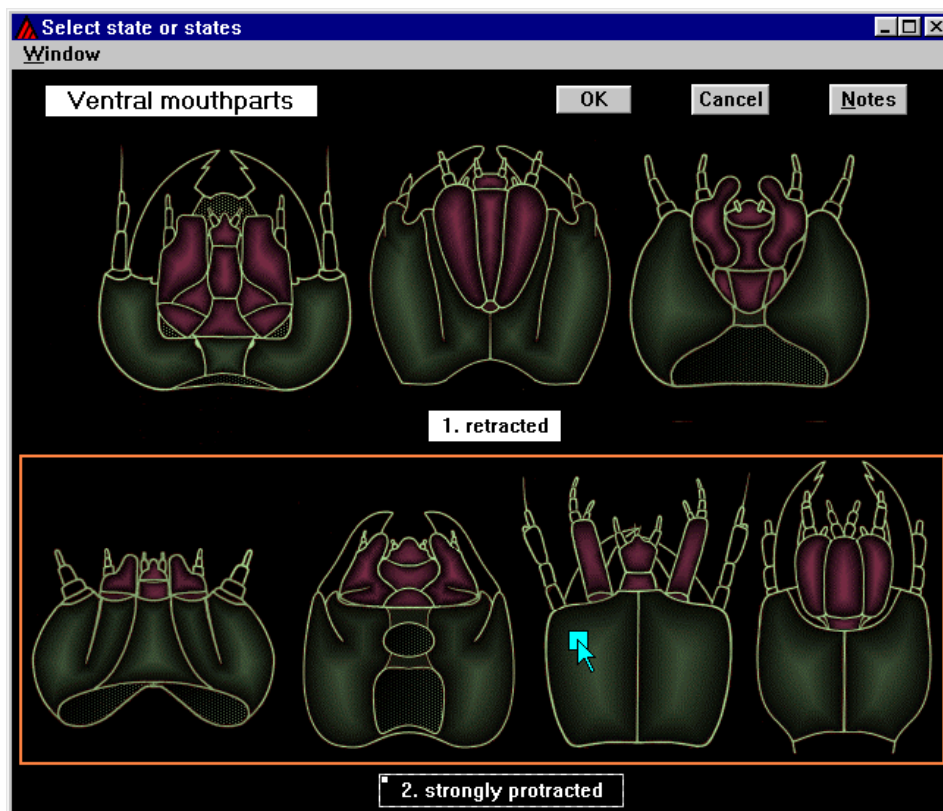 Select state or states
Window
Ventral mouthparts
OK
Cancel
Notes
1. retracted
2. strongly protracted